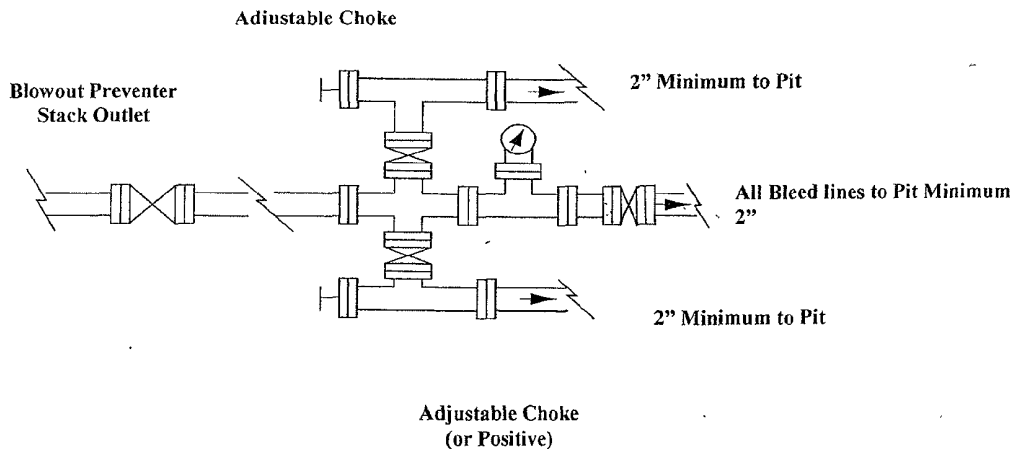 Adiustable Choke
2” Minimum to Pit
Blowout Preventer
Stack Outlet
All Bleed lines to Pit Minimum
2”
2” Minimum to Pit
Adjustable Choke
(or Positive)